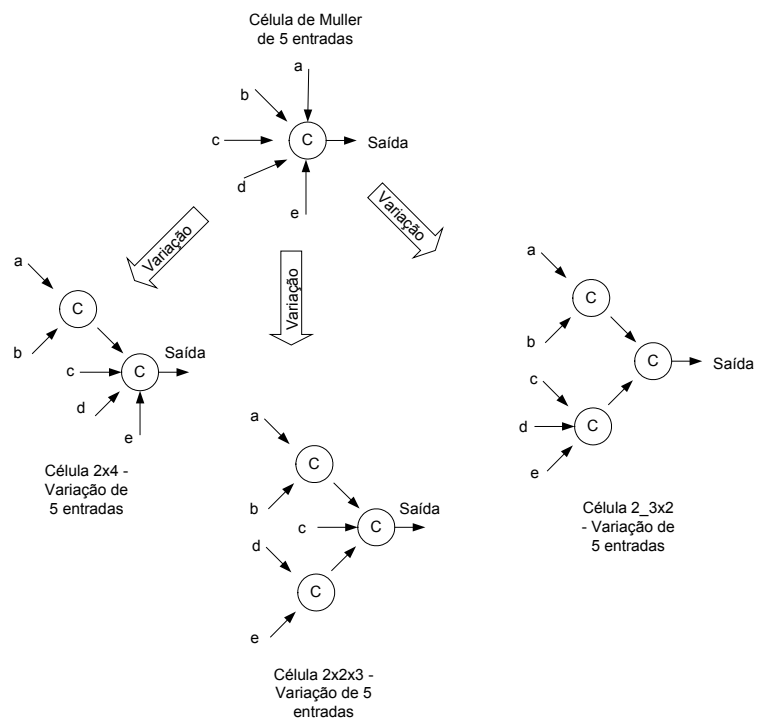 Célula de Muller
de 5 entradas
a
b
c
C
Saída
d
e
Variação
Variação
Variação
a
C
b
Saída
c
C
d
e
Célula 2x4 -
Variação de
5 entradas
a
C
b
Saída
c
C
d
C
e
Célula 2x2x3 -
Variação de 5
entradas
a
C
b
C
Saída
c
d
C
e
Célula 2_3x2
- Variação de
5 entradas